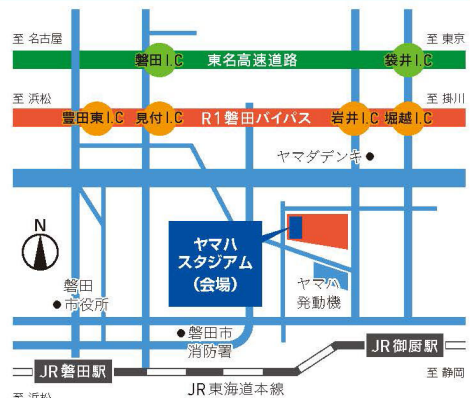 至 名古屋
至 東京
磐田I.C
東名高速道路
袋井I.C
至 浜松
至 掛川
豊田東I.C
見付I.C
R1磐田バイパス
岩井I.C
堀越I.C
ヤマダデンキ
N
ヤマハ
スタジアム
(会場)
磐田
市役所
ヤマハ
発動機
磐田市
消防署
JR磐田駅
JR御厨駅
JR東海道本線
至 静岡
至 浜松